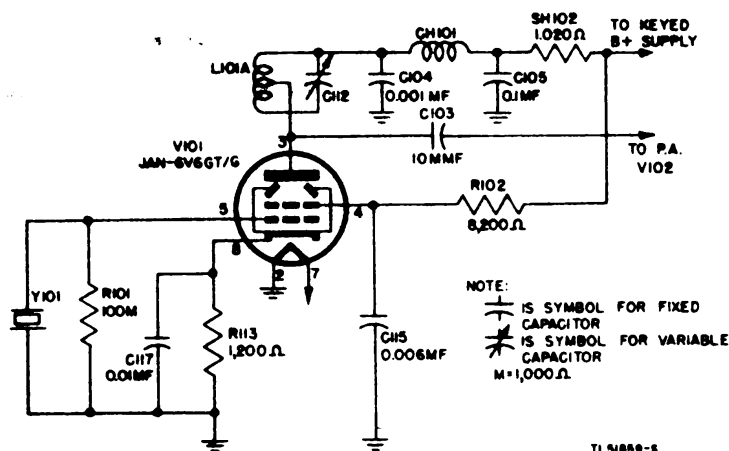 SH102
1.020Ω
TO KEYED
B+ SUPPLY
CH101
L101A
C112
C104
0.001 MF
C105
0.1MF
C103
10MMF
TO P.A.
V102
V101
JAN-6V6GT/G
3
5
4
8
2
7
R102
8,200Ω
Y101
R101
100M
C117
0.01MF
R113
1,200Ω
C115
0.006MF
NOTE:
IS SYMBOL FOR FIXED
CAPACITOR
IS SYMBOL FOR VARIABLE
CAPACITOR
M=1,000Ω